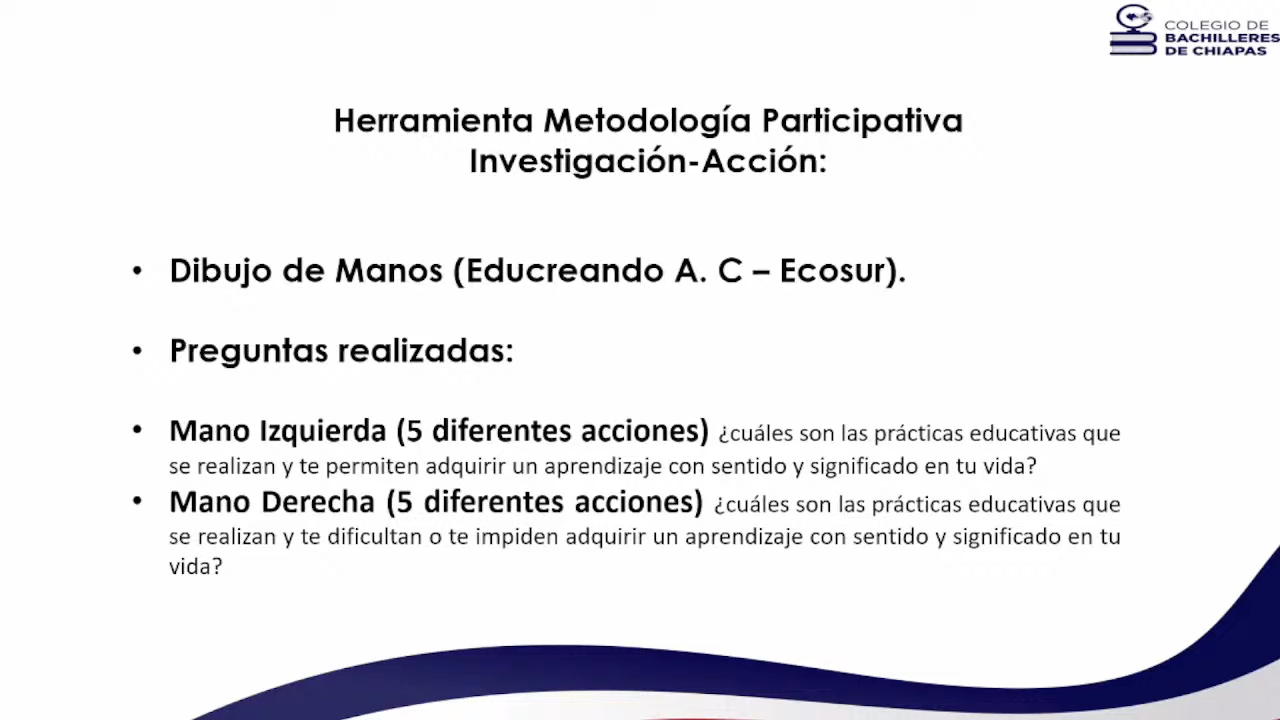 COLEGIO DE
BACHILLERES
DE CHIAPAS
Herramienta Metodología Participativa
Investigación-Acción:
• Dibujo de Manos (Educreando A. C – Ecosur).
• Preguntas realizadas:
• Mano Izquierda (5 diferentes acciones) ¿cuáles son las prácticas educativas que
se realizan y te permiten adquirir un aprendizaje con sentido y significado en tu vida?
• Mano Derecha (5 diferentes acciones) ¿cuáles son las prácticas educativas que
se realizan y te dificultan o te impiden adquirir un aprendizaje con sentido y significado en tu
vida?